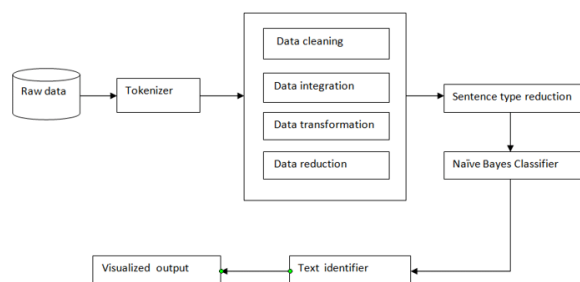 Raw data
Tokenizer
Data cleaning
Data integration
Data transformation
Data reduction
Sentence type reduction
Naïve Bayes Classifier
Text identifier
Visualized output